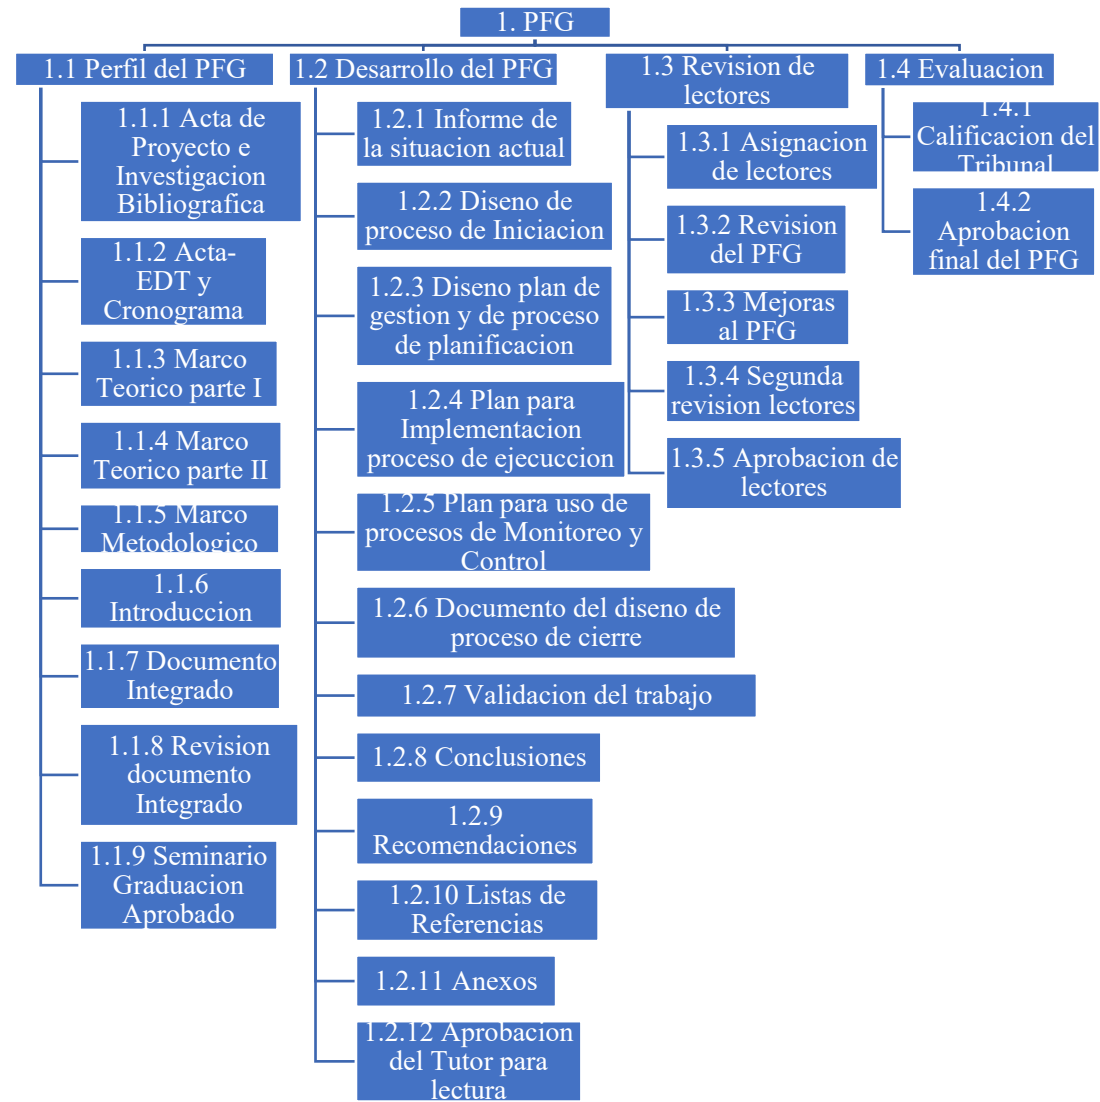 1. PFG
1.1 Perfil del PFG
1.1.1 Acta de
Proyecto e
Investigacion
Bibliografica
1.1.2 Acta-
EDT y
Cronograma
1.1.3 Marco
Teorico parte I
1.1.4 Marco
Teorico parte II
1.1.5 Marco
Metodologico
1.1.6
Introduccion
1.1.7 Documento
Integrado
1.1.8 Revision
documento
Integrado
1.1.9 Seminario
Graduacion
Aprobado
1.2 Desarrollo del PFG
1.2.1 Informe de
la situacion actual
1.2.2 Diseno de
proceso de Iniciacion
1.2.3 Diseno plan de
gestion y de proceso
de planificacion
1.2.4 Plan para
Implementacion
proceso de ejecuccion
1.2.5 Plan para uso de
procesos de Monitoreo y
Control
1.2.6 Documento del diseno de
proceso de cierre
1.2.7 Validacion del trabajo
1.2.8 Conclusiones
1.2.9
Recomendaciones
1.2.10 Listas de
Referencias
1.2.11 Anexos
1.2.12 Aprobacion
del Tutor para
lectura
1.3 Revision de
lectores
1.3.1 Asignacion
de lectores
1.3.2 Revision
del PFG
1.3.3 Mejoras
al PFG
1.3.4 Segunda
revision lectores
1.3.5 Aprobacion de
lectores
1.4 Evaluacion
1.4.1
Calificacion del
Tribunal
1.4.2
Aprobacion
final del PFG